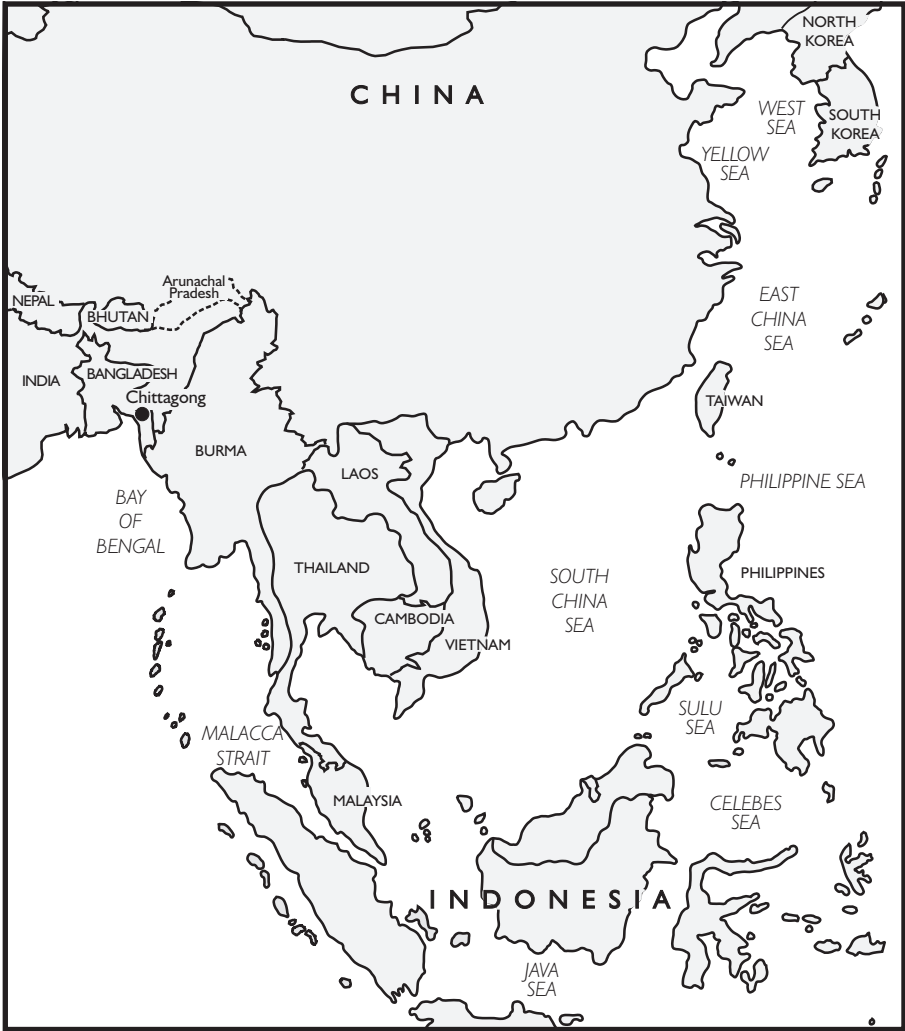 NORTH
KOREA
CHINA
WEST
SEA
SOUTH
KOREA
YELLOW
SEA
Arunachal
Pradesh
NEPAL
BHUTAN
EAST
CHINA
SEA
INDIA
BANGLADESH
Chittagong
TAIWAN
BURMA
LAOS
PHILIPPINE SEA
BAY
OF
BENGAL
THAILAND
SOUTH
CHINA
SEA
PHILIPPINES
CAMBODIA
VIETNAM
SULU
SEA
MALACCA
STRAIT
MALAYSIA
CELEBES
SEA
INDONESIA
JAVA
SEA